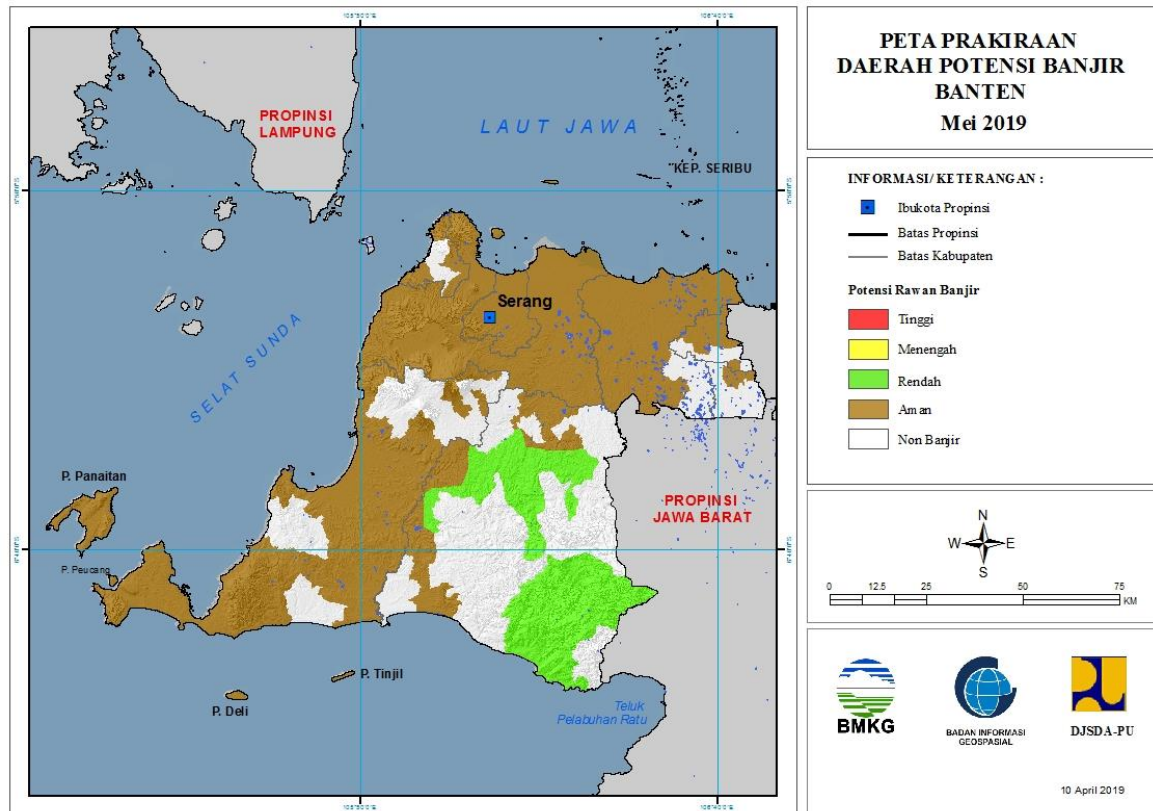 PROPINSI
LAMPUNG
LAUT JAWA
KEP. SERIBU
Serang
SELAT SUNDA
P. Panaitan
P. Peucang
PROPINSI
JAWA BARAT
P. Tinjil
P. Deli
Teluk
Pelabuhan Ratu
PETA PRAKIRAAN
DAERAH POTENSI BANJIR
BANTEN
Mei 2019
INFORMASI/ KETERANGAN :
Ibukota Propinsi
Batas Propinsi
Batas Kabupaten
Potensi Rawan Banjir
Tinggi
Menengah
Rendah
Aman
Non Banjir
N
W E
S
0 12.5 25 50 75
KM
BMKG
BADAN INFORMASI
GEOSPASIAL
DJSDA-PU
10 April 2019